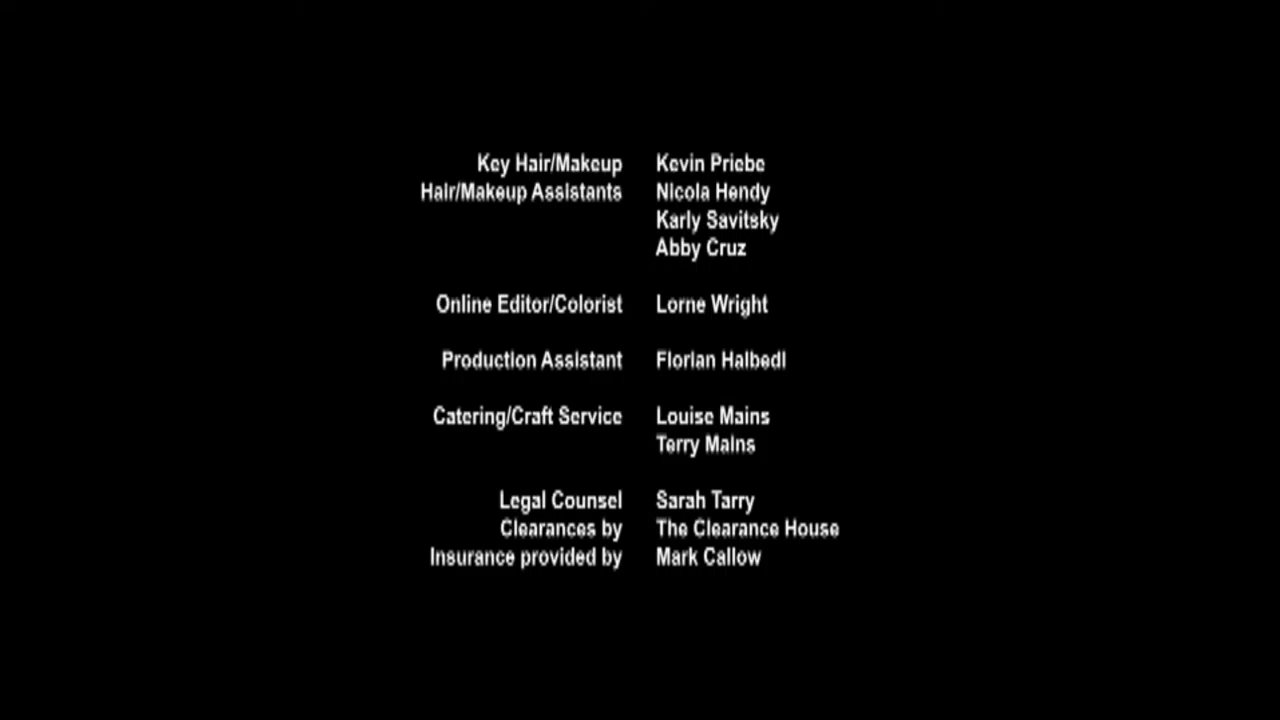 Key Hair/Makeup Kevin Priebe
Hair/Makeup Assistants Nicola Hendy
Karly Savitsky
Abby Cruz
Online Editor/Colorist Lorne Wright
Production Assistant Florian Halbedl
Catering/Craft Service Louise Mains
Terry Mains
Legal Counsel Sarah Tarry
Clearances by The Clearance House
Insurance provided by Mark Callow